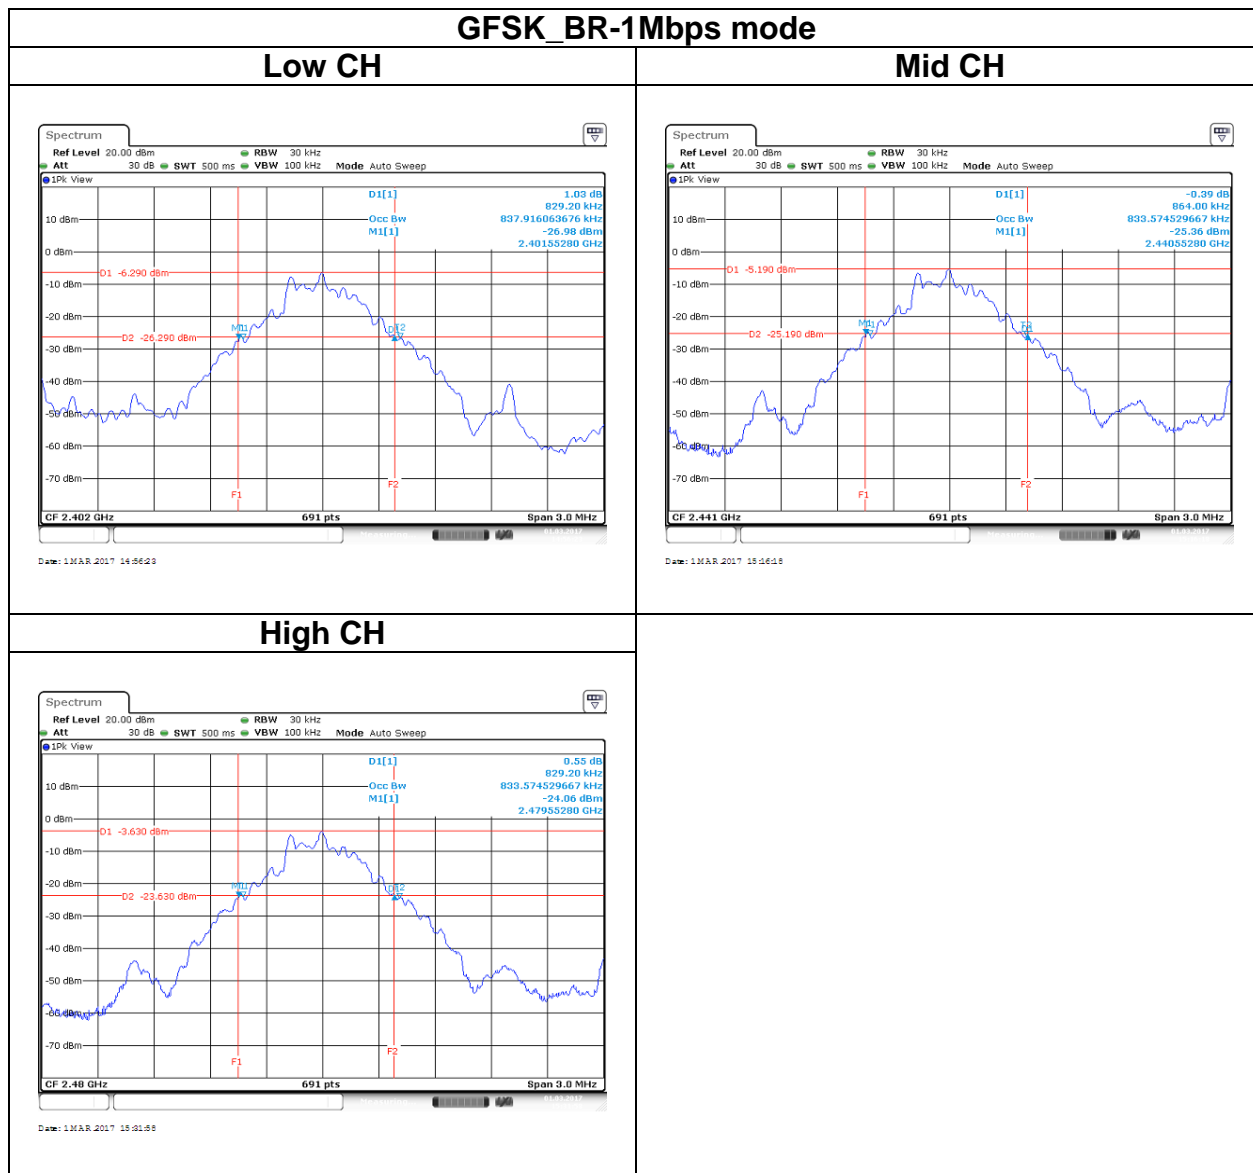 GFSK_BR-1Mbps mode
Low CH
Mid CH
Spectrum
Ref Level 20.00 dBm RBW 30 kHz
Att 30 dB SWT 500 ms VBW 100 kHz Mode Auto Sweep
1Pk View
D1[1] 1.03 dB
829.20 kHz
Occ Bw 837.916063676 kHz
M1[1] -26.98 dBm
2.40155280 GHz
10 dBm
0 dBm
D1 -6.290 dBm
-10 dBm
-20 dBm
D2 -26.290 dBm
-30 dBm
-40 dBm
-50 dBm
-60 dBm
-70 dBm
F1
F2
CF 2.402 GHz 691 pts Span 3.0 MHz
Date: 1.MAR.2017 14:56:23
Spectrum
Ref Level 20.00 dBm RBW 30 kHz
Att 30 dB SWT 500 ms VBW 100 kHz Mode Auto Sweep
1Pk View
D1[1] -0.39 dB
864.00 kHz
Occ Bw 833.574529667 kHz
M1[1] -25.36 dBm
2.44055280 GHz
10 dBm
0 dBm
D1 -5.190 dBm
-10 dBm
-20 dBm
D2 -25.190 dBm
-30 dBm
-40 dBm
-50 dBm
-60 dBm
-70 dBm
F1
F2
CF 2.441 GHz 691 pts Span 3.0 MHz
Date: 1.MAR.2017 15:16:18
High CH
Spectrum
Ref Level 20.00 dBm RBW 30 kHz
Att 30 dB SWT 500 ms VBW 100 kHz Mode Auto Sweep
1Pk View
D1[1] 0.55 dB
829.20 kHz
Occ Bw 833.574529667 kHz
M1[1] -24.06 dBm
2.47955280 GHz
10 dBm
0 dBm
D1 -3.630 dBm
-10 dBm
-20 dBm
D2 -23.630 dBm
-30 dBm
-40 dBm
-50 dBm
-60 dBm
-70 dBm
F1
F2
CF 2.48 GHz 691 pts Span 3.0 MHz
Date: 1.MAR.2017 15:31:58